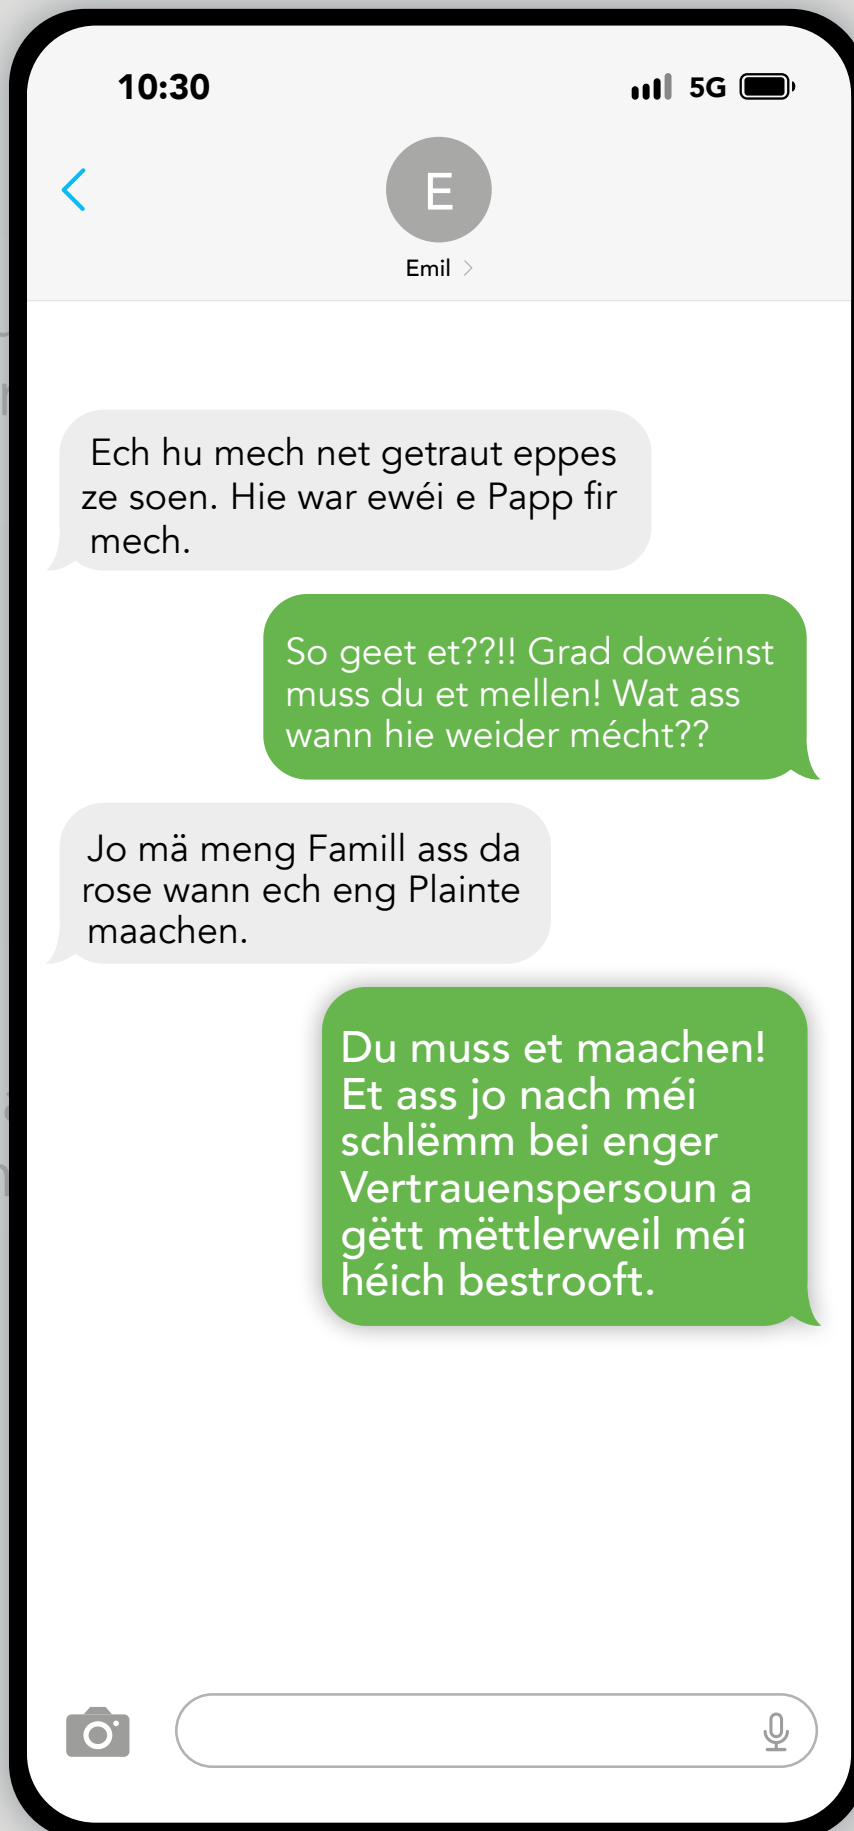 10:30 5G
E
Emil
Ech hu mech net getraut eppes
ze soen. Hie war ewéi e Papp fir
mech.
So geet et??!! Grad dowéinst
muss du et mellen! Wat ass
wann hie weider mécht??
Jo mä meng Famill ass da
rose wann ech eng Plainte
maachen.
Du muss et maachen!
Et ass jo nach méi
schlëmm bei enger
Vertrauenspersoun a
gëtt mëttlerweil méi
héich bestrooft.